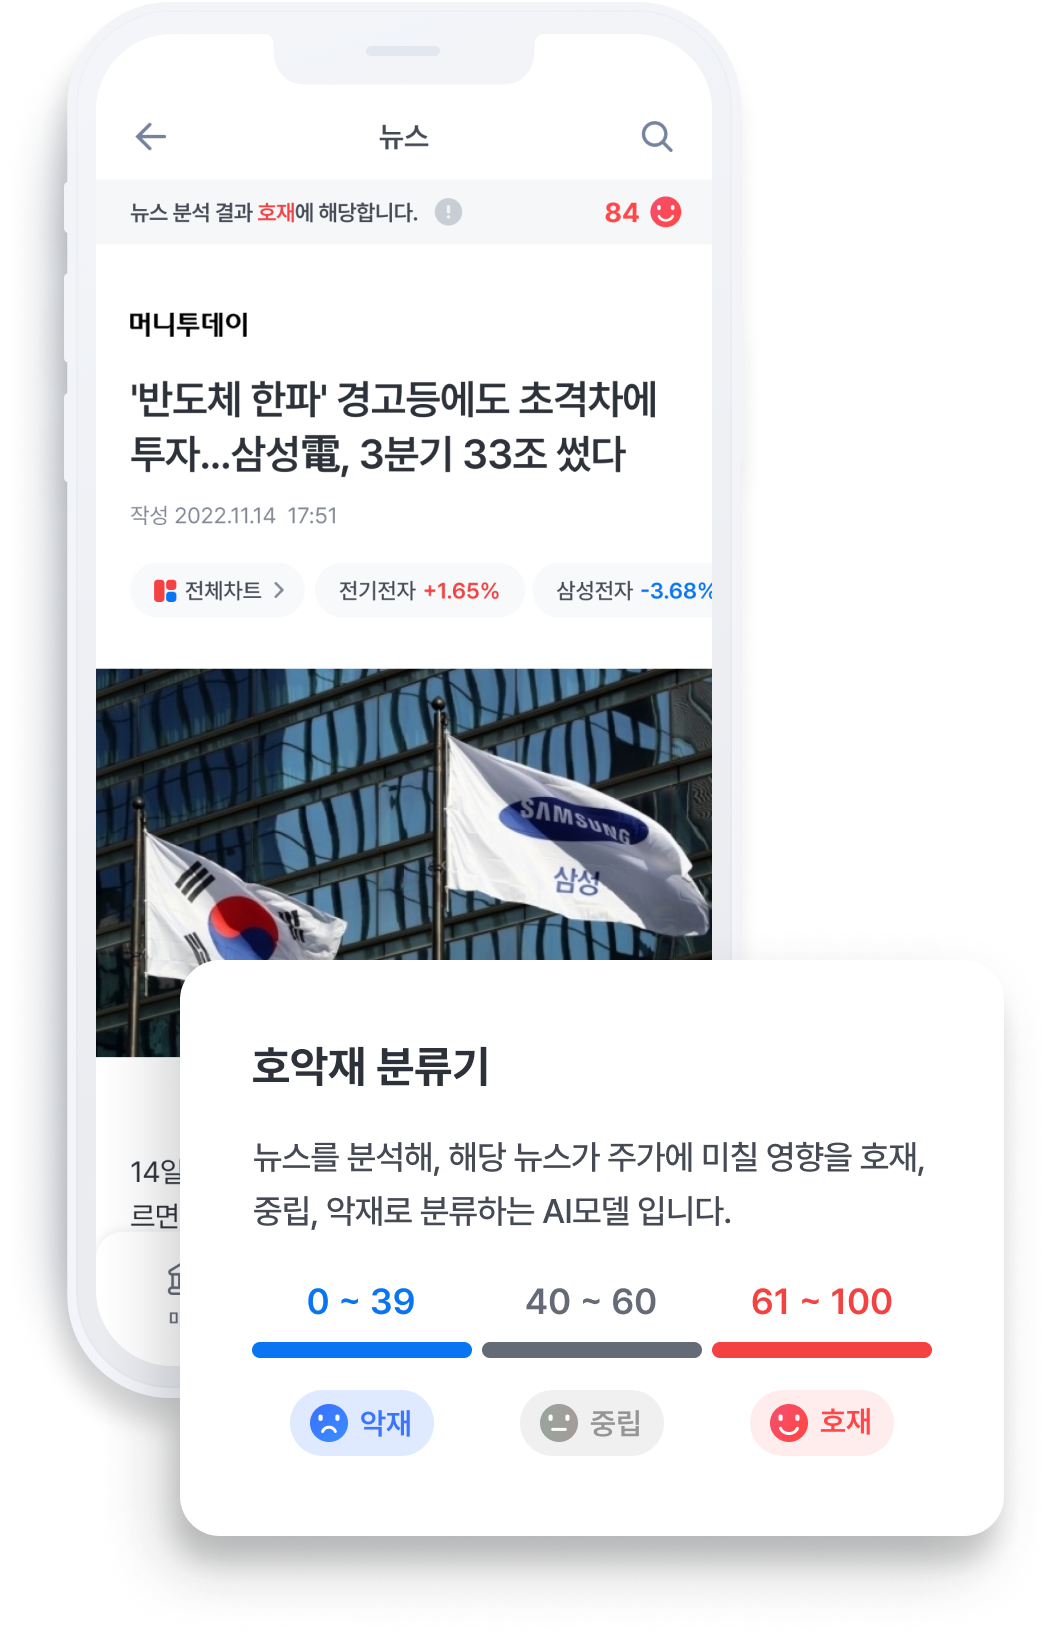 뉴스
뉴스 분석 결과 호재에 해당합니다.
84
머니투데이
'반도체 한파' 경고등에도 초격차에
투자...삼성電, 3분기 33조 썼다
작성 2022.11.14 17:51
전체차트 전기전자 +1.65% 삼성전자 -3.68%
SAMSUNG
삼성
14일
르면
호악재 분류기
뉴스를 분석해, 해당 뉴스가 주가에 미칠 영향을 호재,
중립, 악재로 분류하는 AI모델 입니다.
0 ~ 39 40 ~ 60 61 ~ 100
악재 중립 호재